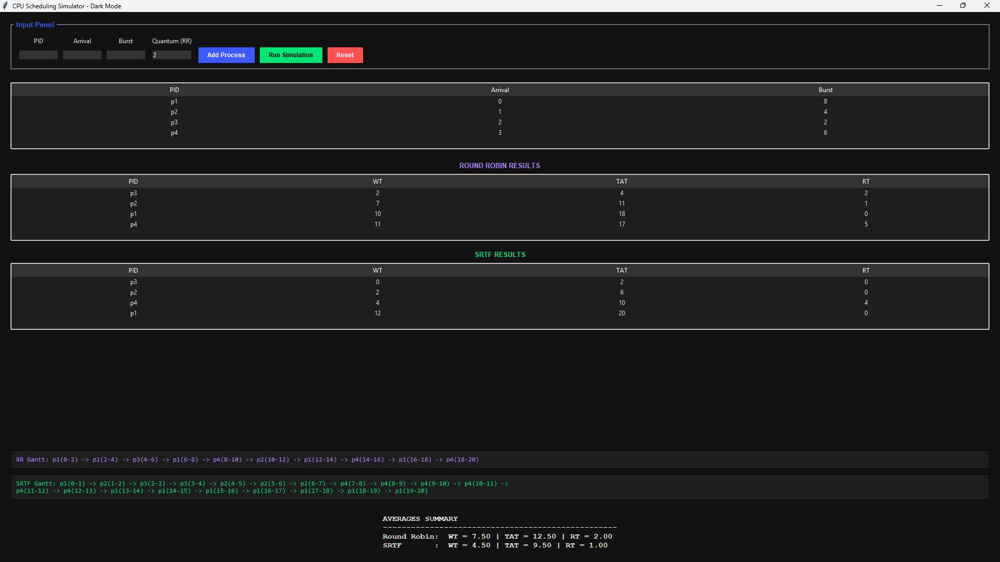 CPU Scheduling Simulator - Dark Mode
Input Panel
PID Arrival Burst Quantum (RR)
2 Add Process Run Simulation Reset
PID Arrival Burst
p1 0 8
p2 1 4
p3 2 2
p4 3 6
ROUND ROBIN RESULTS
PID WT TAT RT
p3 2 4 2
p2 7 11 1
p1 10 18 0
p4 11 17 5
SRTF RESULTS
PID WT TAT RT
p3 0 2 0
p2 2 6 0
p4 4 10 4
p1 12 20 0
RR Gantt: p1(0-2) -> p2(2-4) -> p3(4-6) -> p1(6-8) -> p4(8-10) -> p2(10-12) -> p1(12-14) -> p4(14-16) -> p1(16-18) -> p4(18-20)
SRTF Gantt: p1(0-1) -> p2(1-2) -> p3(2-3) -> p3(3-4) -> p2(4-5) -> p2(5-6) -> p2(6-7) -> p4(7-8) -> p4(8-9) -> p4(9-10) -> p4(10-11) ->
p4(11-12) -> p4(12-13) -> p1(13-14) -> p1(14-15) -> p1(15-16) -> p1(16-17) -> p1(17-18) -> p1(18-19) -> p1(19-20)
AVERAGES SUMMARY
--------------------------------------------------
Round Robin: WT = 7.50 | TAT = 12.50 | RT = 2.00
SRTF : WT = 4.50 | TAT = 9.50 | RT = 1.00